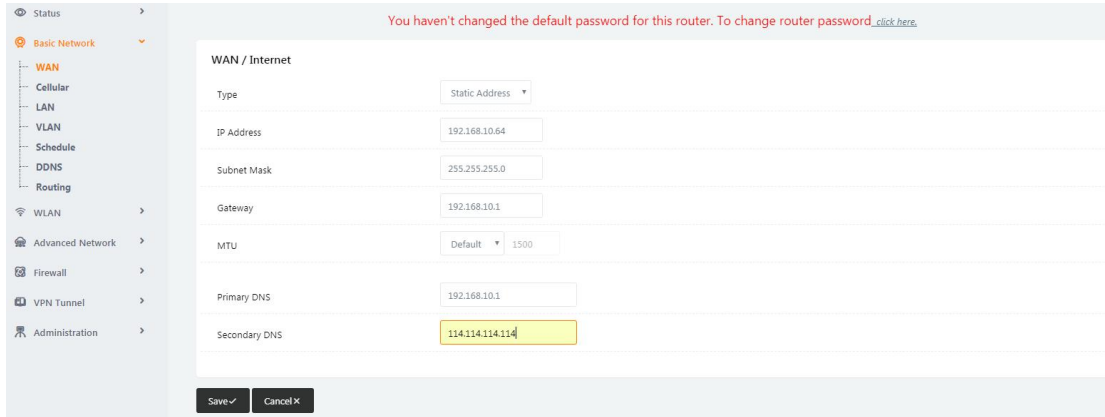 Status
You haven't changed the default password for this router. To change router password click here.
Basic Network
WAN
Cellular
LAN
VLAN
Schedule
DDNS
Routing
WLAN
Advanced Network
Firewall
VPN Tunnel
Administration
WAN / Internet
Type Static Address
IP Address 192.168.10.64
Subnet Mask 255.255.255.0
Gateway 192.168.10.1
MTU Default 1500
Primary DNS 192.168.10.1
Secondary DNS 114.114.114.114
Save Cancel